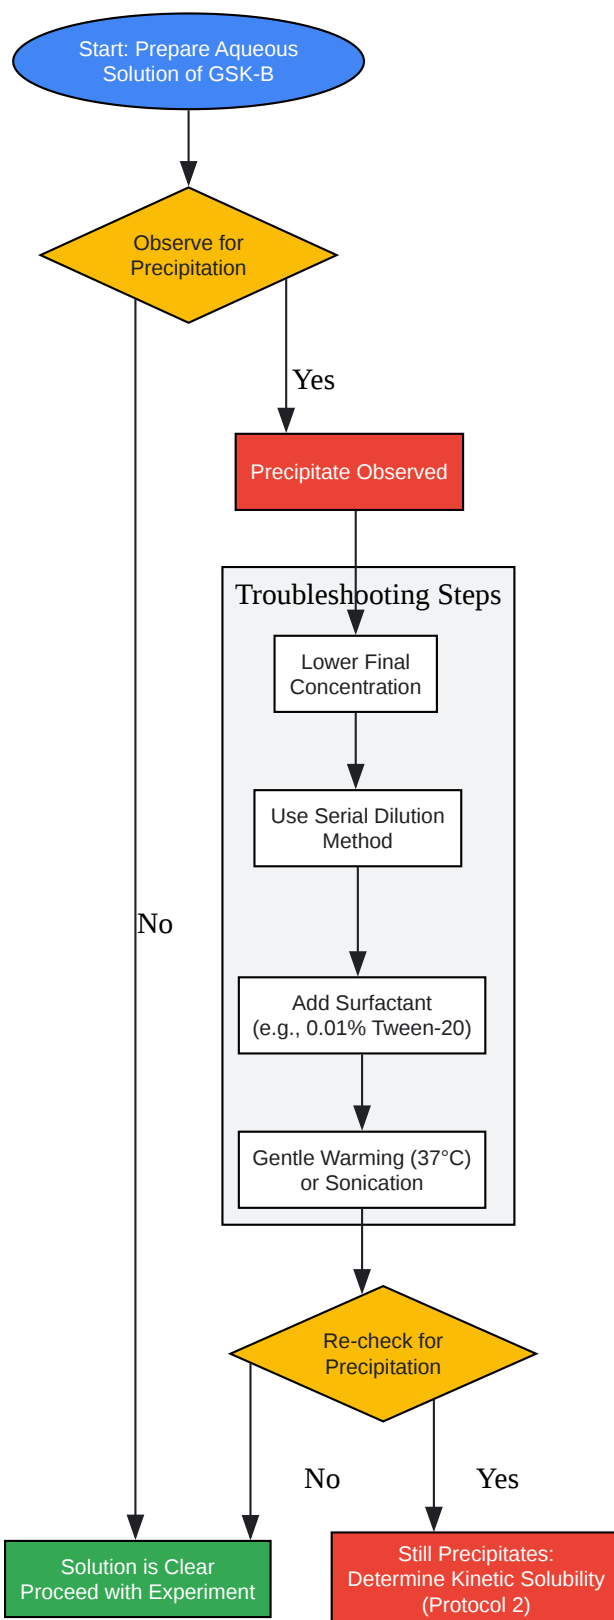 Start: Prepare Aqueous
Solution of GSK-B
Observe for
Precipitation
Yes
Precipitate Observed
Troubleshooting Steps
Lower Final
Concentration
Use Serial Dilution
Method
No
Add Surfactant
(e.g., 0.01% Tween-20)
Gentle Warming (37°C)
or Sonication
Re-check for
Precipitation
No
Yes
Solution is Clear
Proceed with Experiment
Still Precipitates:
Determine Kinetic Solubility
(Protocol 2)